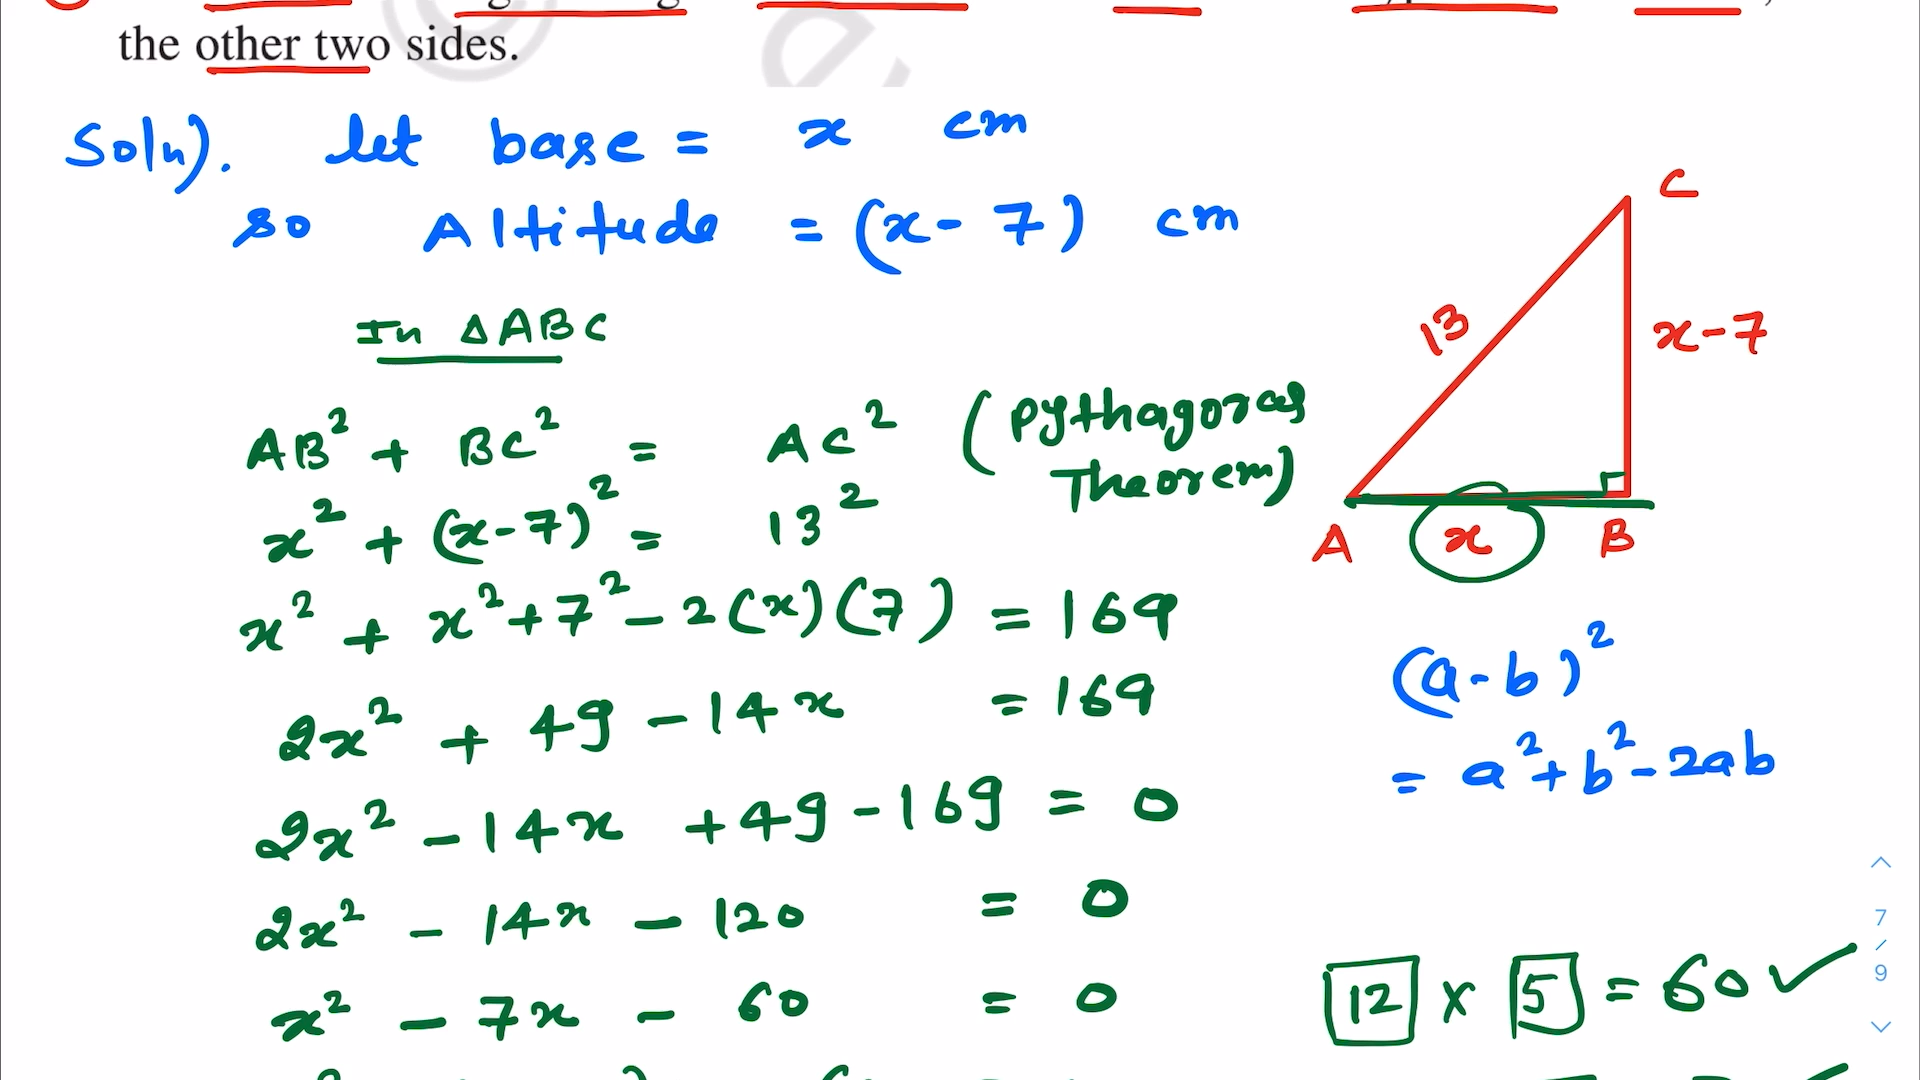 the other two sides.
Soln). let base = x cm
so Altitude = (x-7) cm
In △ABC
AB² + BC² = AC² (Pythagoras Theorem)
x² + (x-7)² = 13²
x² + x² + 7² - 2(x)(7) = 169
2x² + 49 - 14x = 169
2x² - 14x + 49 - 169 = 0
2x² - 14x - 120 = 0
x² - 7x - 60 = 0
C
13
x-7
A x B
(a-b)²
= a² + b² - 2ab
12 × 5 = 60 ✓
7
/
9